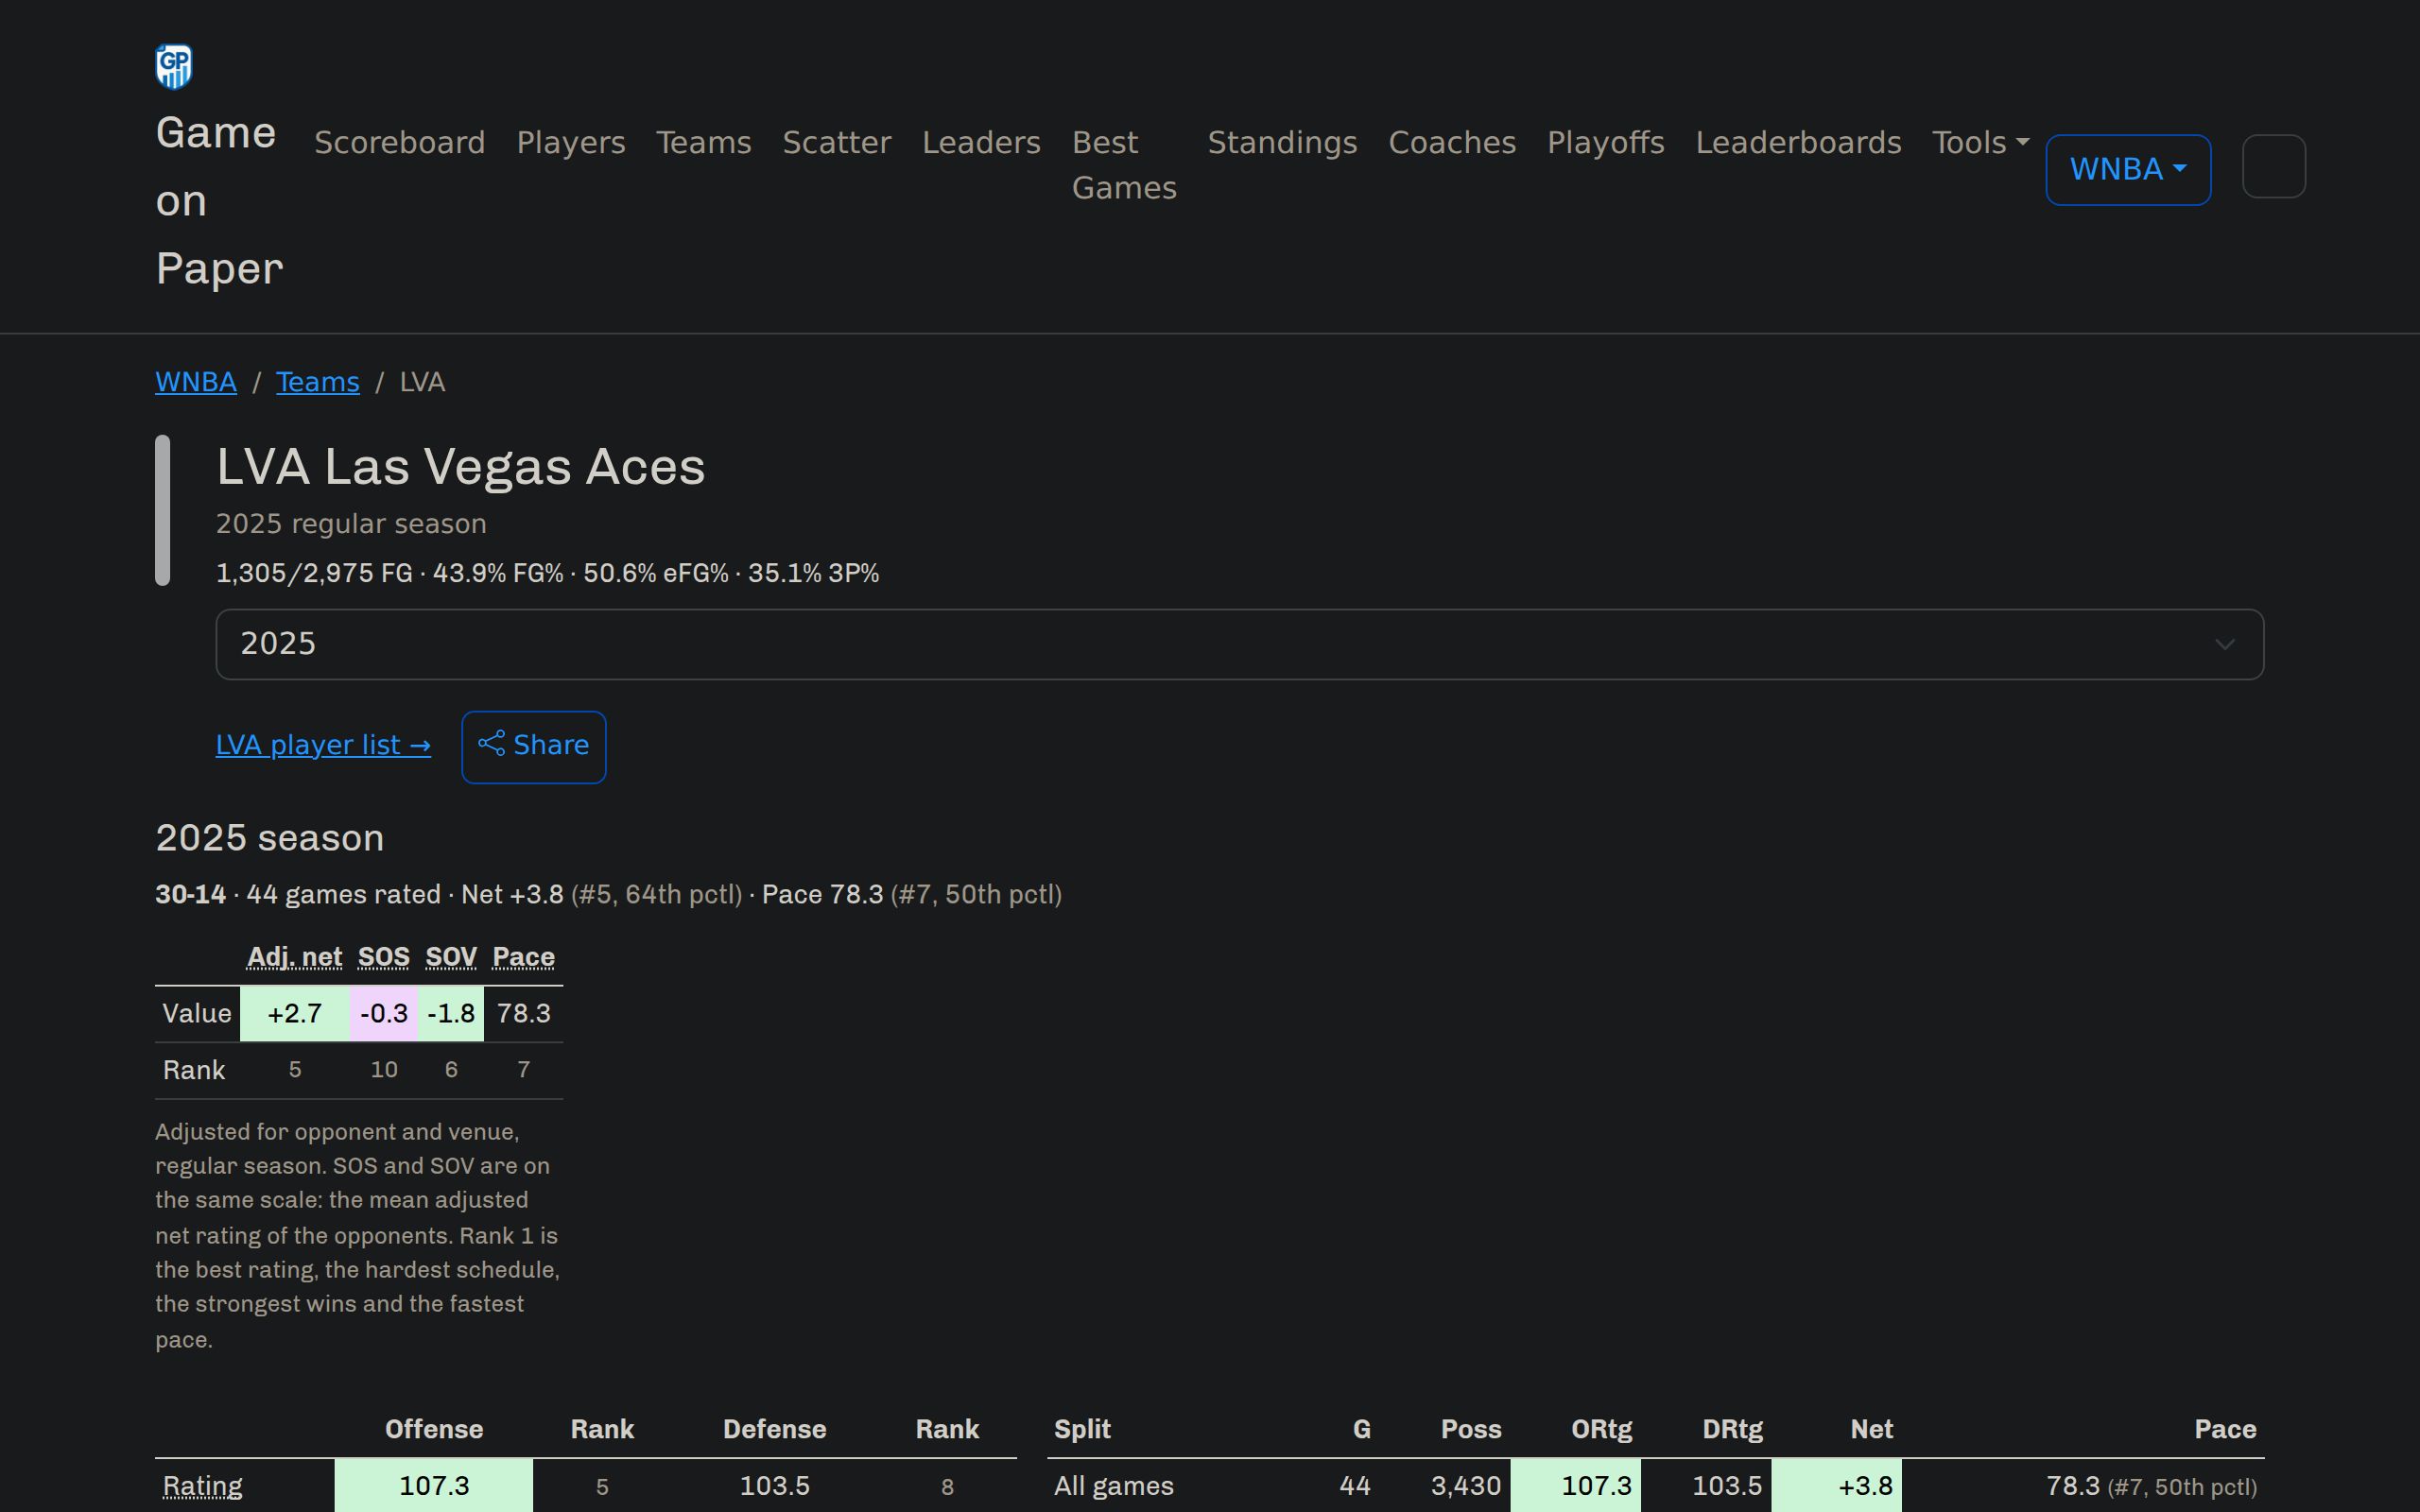 GP
Game on Paper
Scoreboard Players Teams Scatter Leaders Best Games Standings Coaches Playoffs Leaderboards Tools WNBA
WNBA / Teams / LVA
LVA Las Vegas Aces
2025 regular season
1,305/2,975 FG · 43.9% FG% · 50.6% eFG% · 35.1% 3P%
2025
LVA player list → Share
2025 season
30-14 · 44 games rated · Net +3.8 (#5, 64th pctl) · Pace 78.3 (#7, 50th pctl)
Adj. net SOS SOV Pace
Value +2.7 -0.3 -1.8 78.3
Rank 5 10 6 7
Adjusted for opponent and venue,
regular season. SOS and SOV are on
the same scale: the mean adjusted
net rating of the opponents. Rank 1 is
the best rating, the hardest schedule,
the strongest wins and the fastest
pace.
Offense Rank Defense Rank Split G Poss ORtg DRtg Net Pace
Rating 107.3 5 103.5 8 All games 44 3,430 107.3 103.5 +3.8 78.3 (#7, 50th pctl)